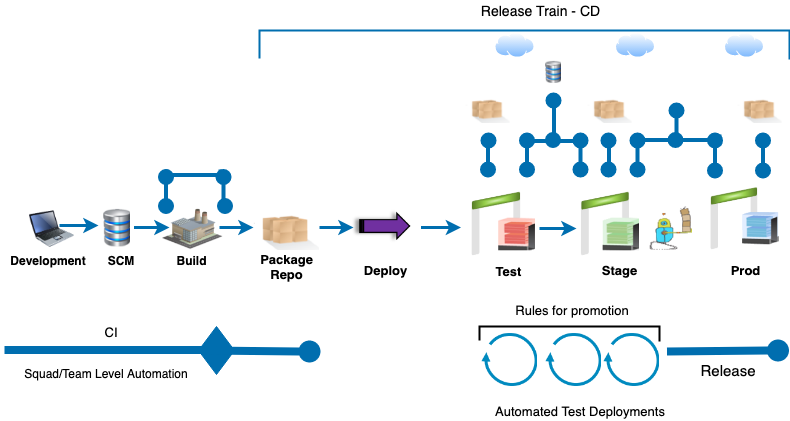 Release Train - CD
Development
SCM
Build
Package
Repo
Deploy
Test
Stage
Prod
CI
Squad/Team Level Automation
Rules for promotion
Release
Automated Test Deployments